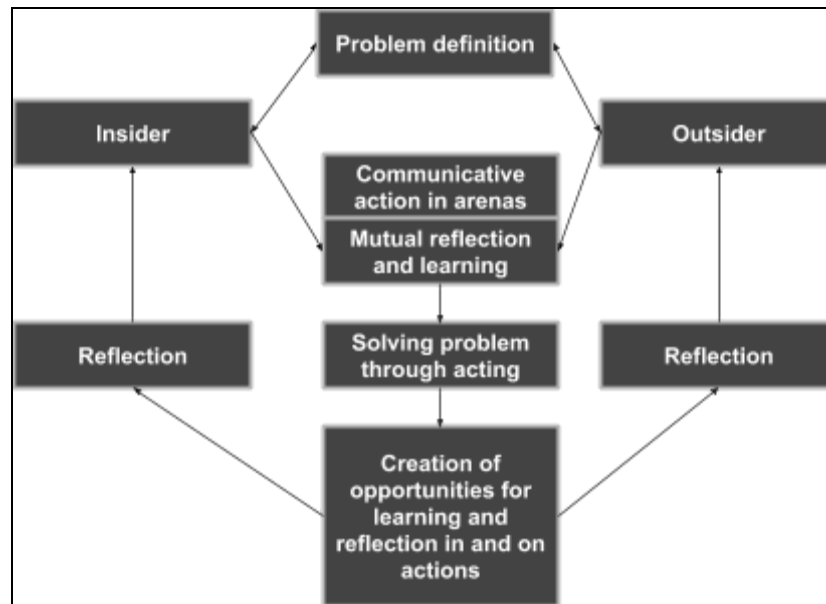 Problem definition
Insider
Outsider
Communicative
action in arenas
Mutual reflection
and learning
Reflection
Solving problem
through acting
Reflection
Creation of
opportunities for
learning and
reflection in and on
actions